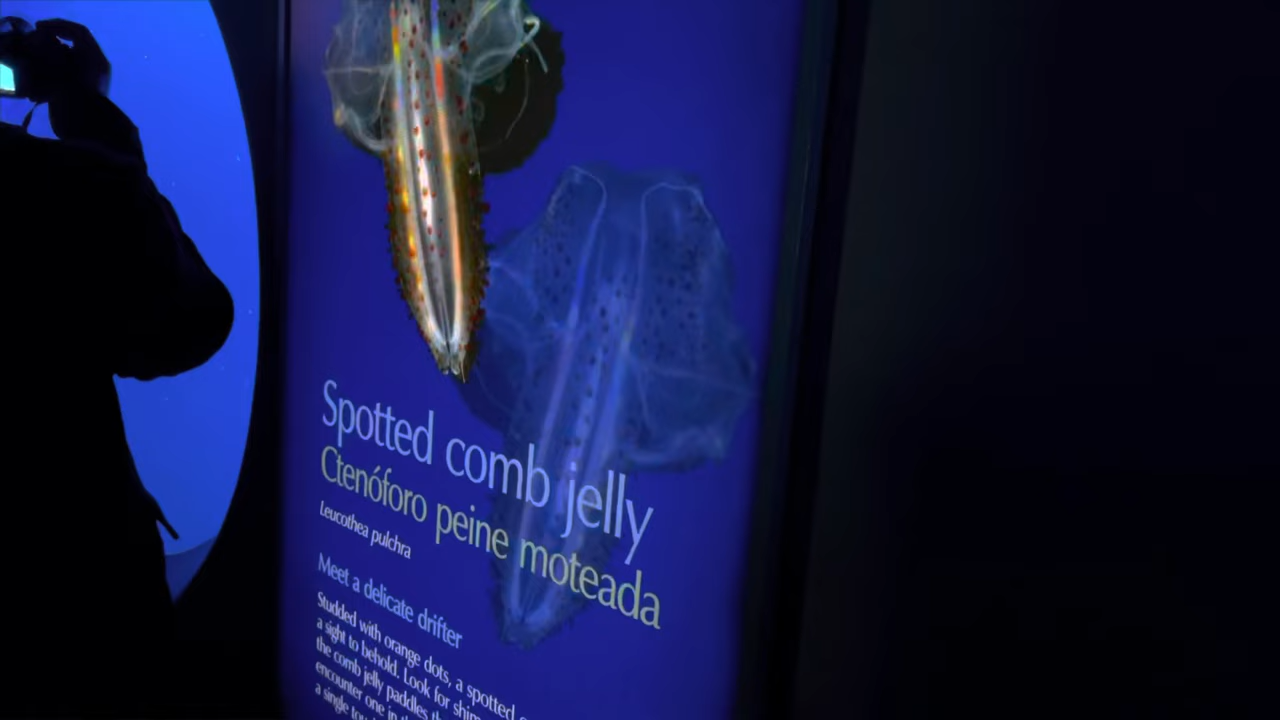 Spotted comb jelly
Ctenóforo peine moteada
Leucothea pulchra
Meet a delicate drifter
Studded with orange dots, a spotted
a sight to behold. Look for shim
the comb jelly paddles th
encounter one in th
a single to